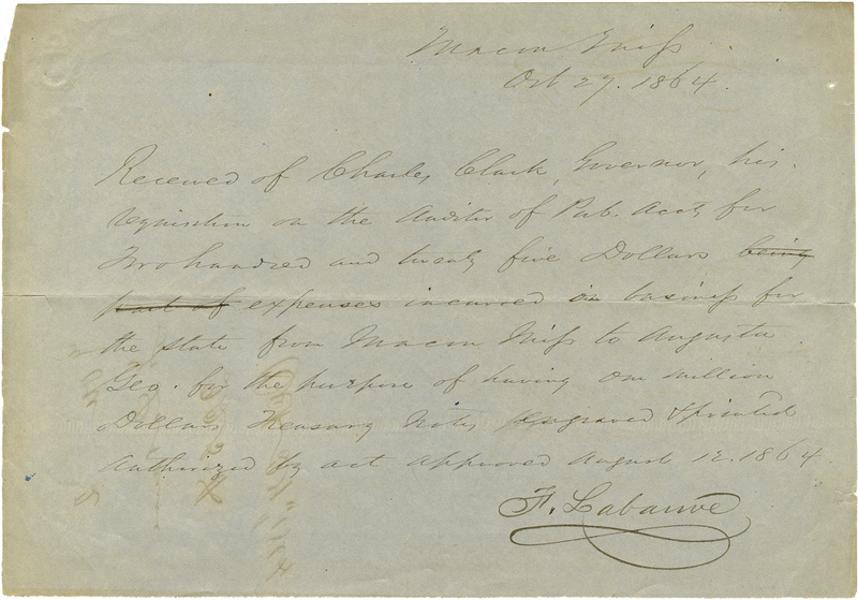 Macon Miss
Oct 27. 1864.
Received of Charles Clark, Governor, his
requisition on the Auditor of Pub. Accts for
Two hundred and twenty five Dollars being
part of expenses incurred in business for
the state from Macon Miss to Augusta
Geo. for the purpose of having one million
Dollars Treasury Notes engraved & printed
Authorized by act approved August 12. 1864
F. Labauve